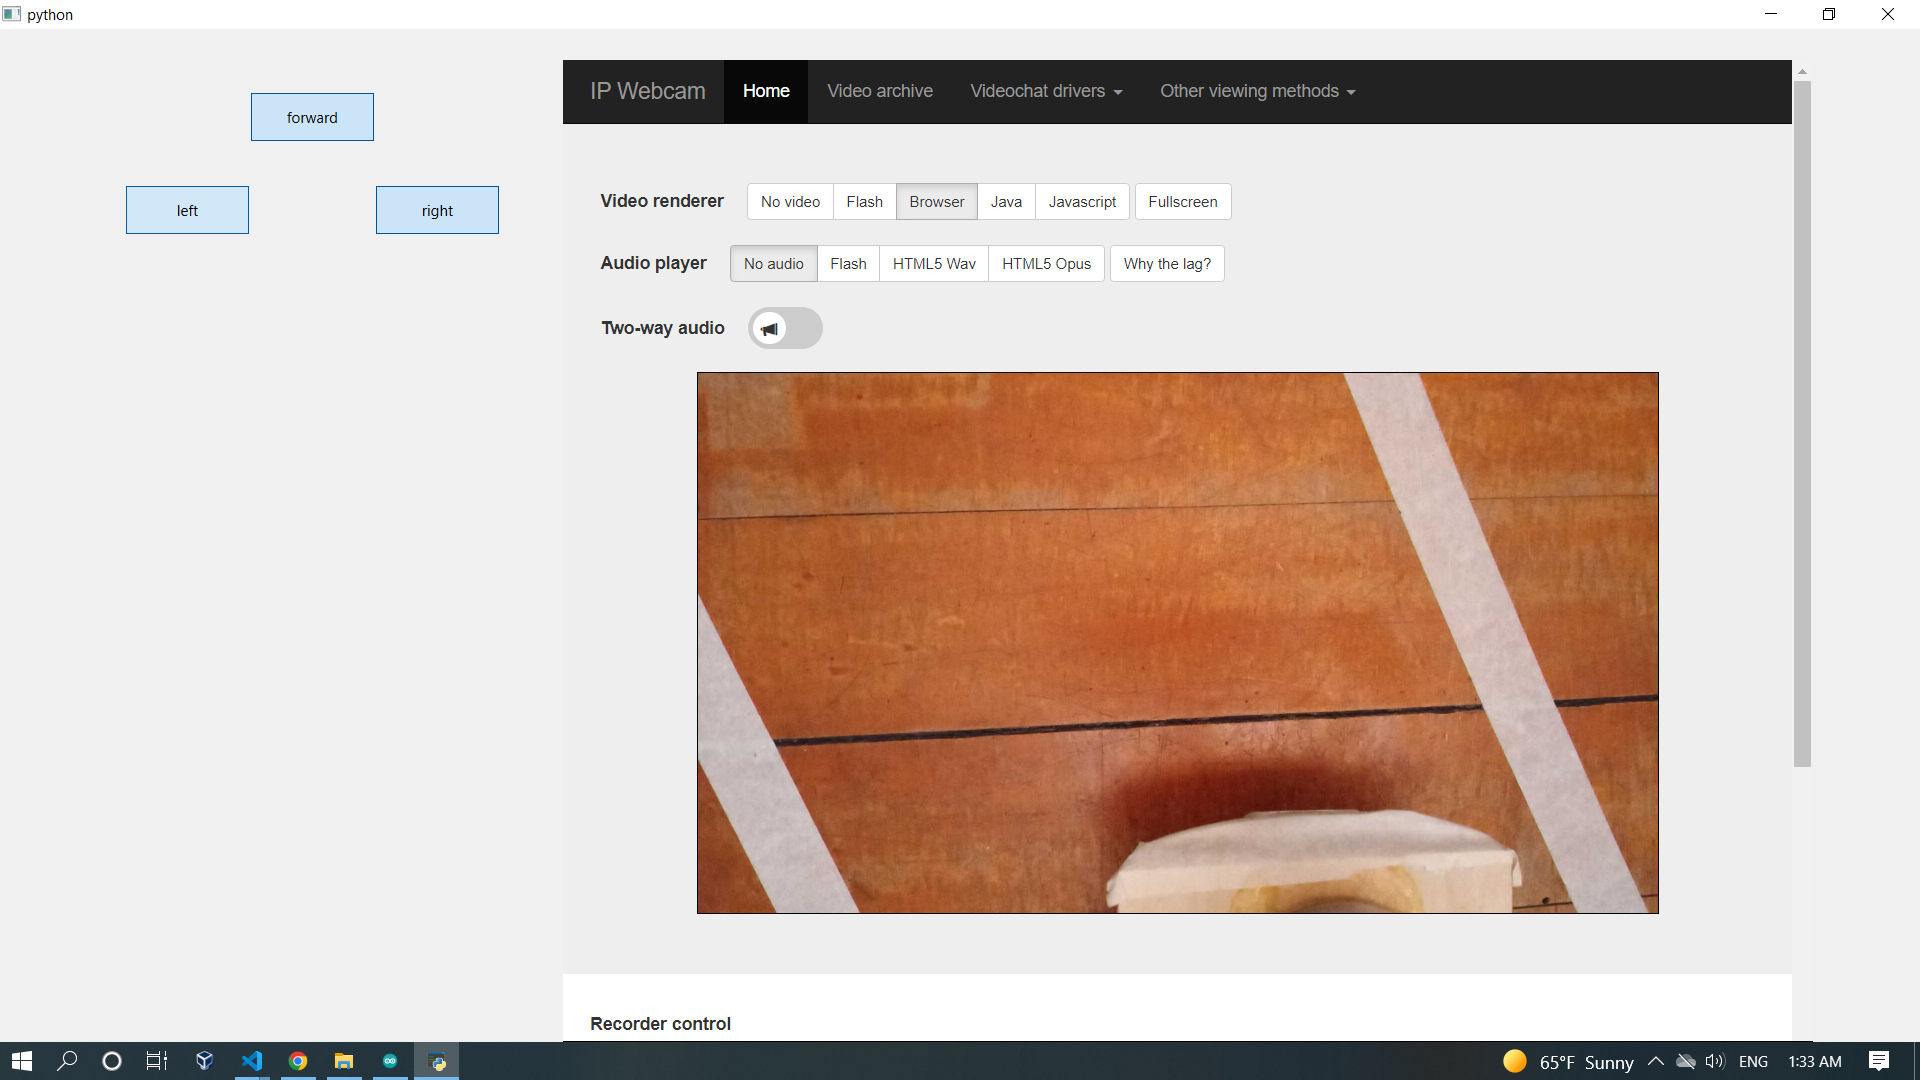 python
forward
left
right
IP Webcam Home Video archive Videochat drivers Other viewing methods
Video renderer No video Flash Browser Java Javascript Fullscreen
Audio player No audio Flash HTML5 Wav HTML5 Opus Why the lag?
Two-way audio
Recorder control
65°F Sunny ENG 1:33 AM